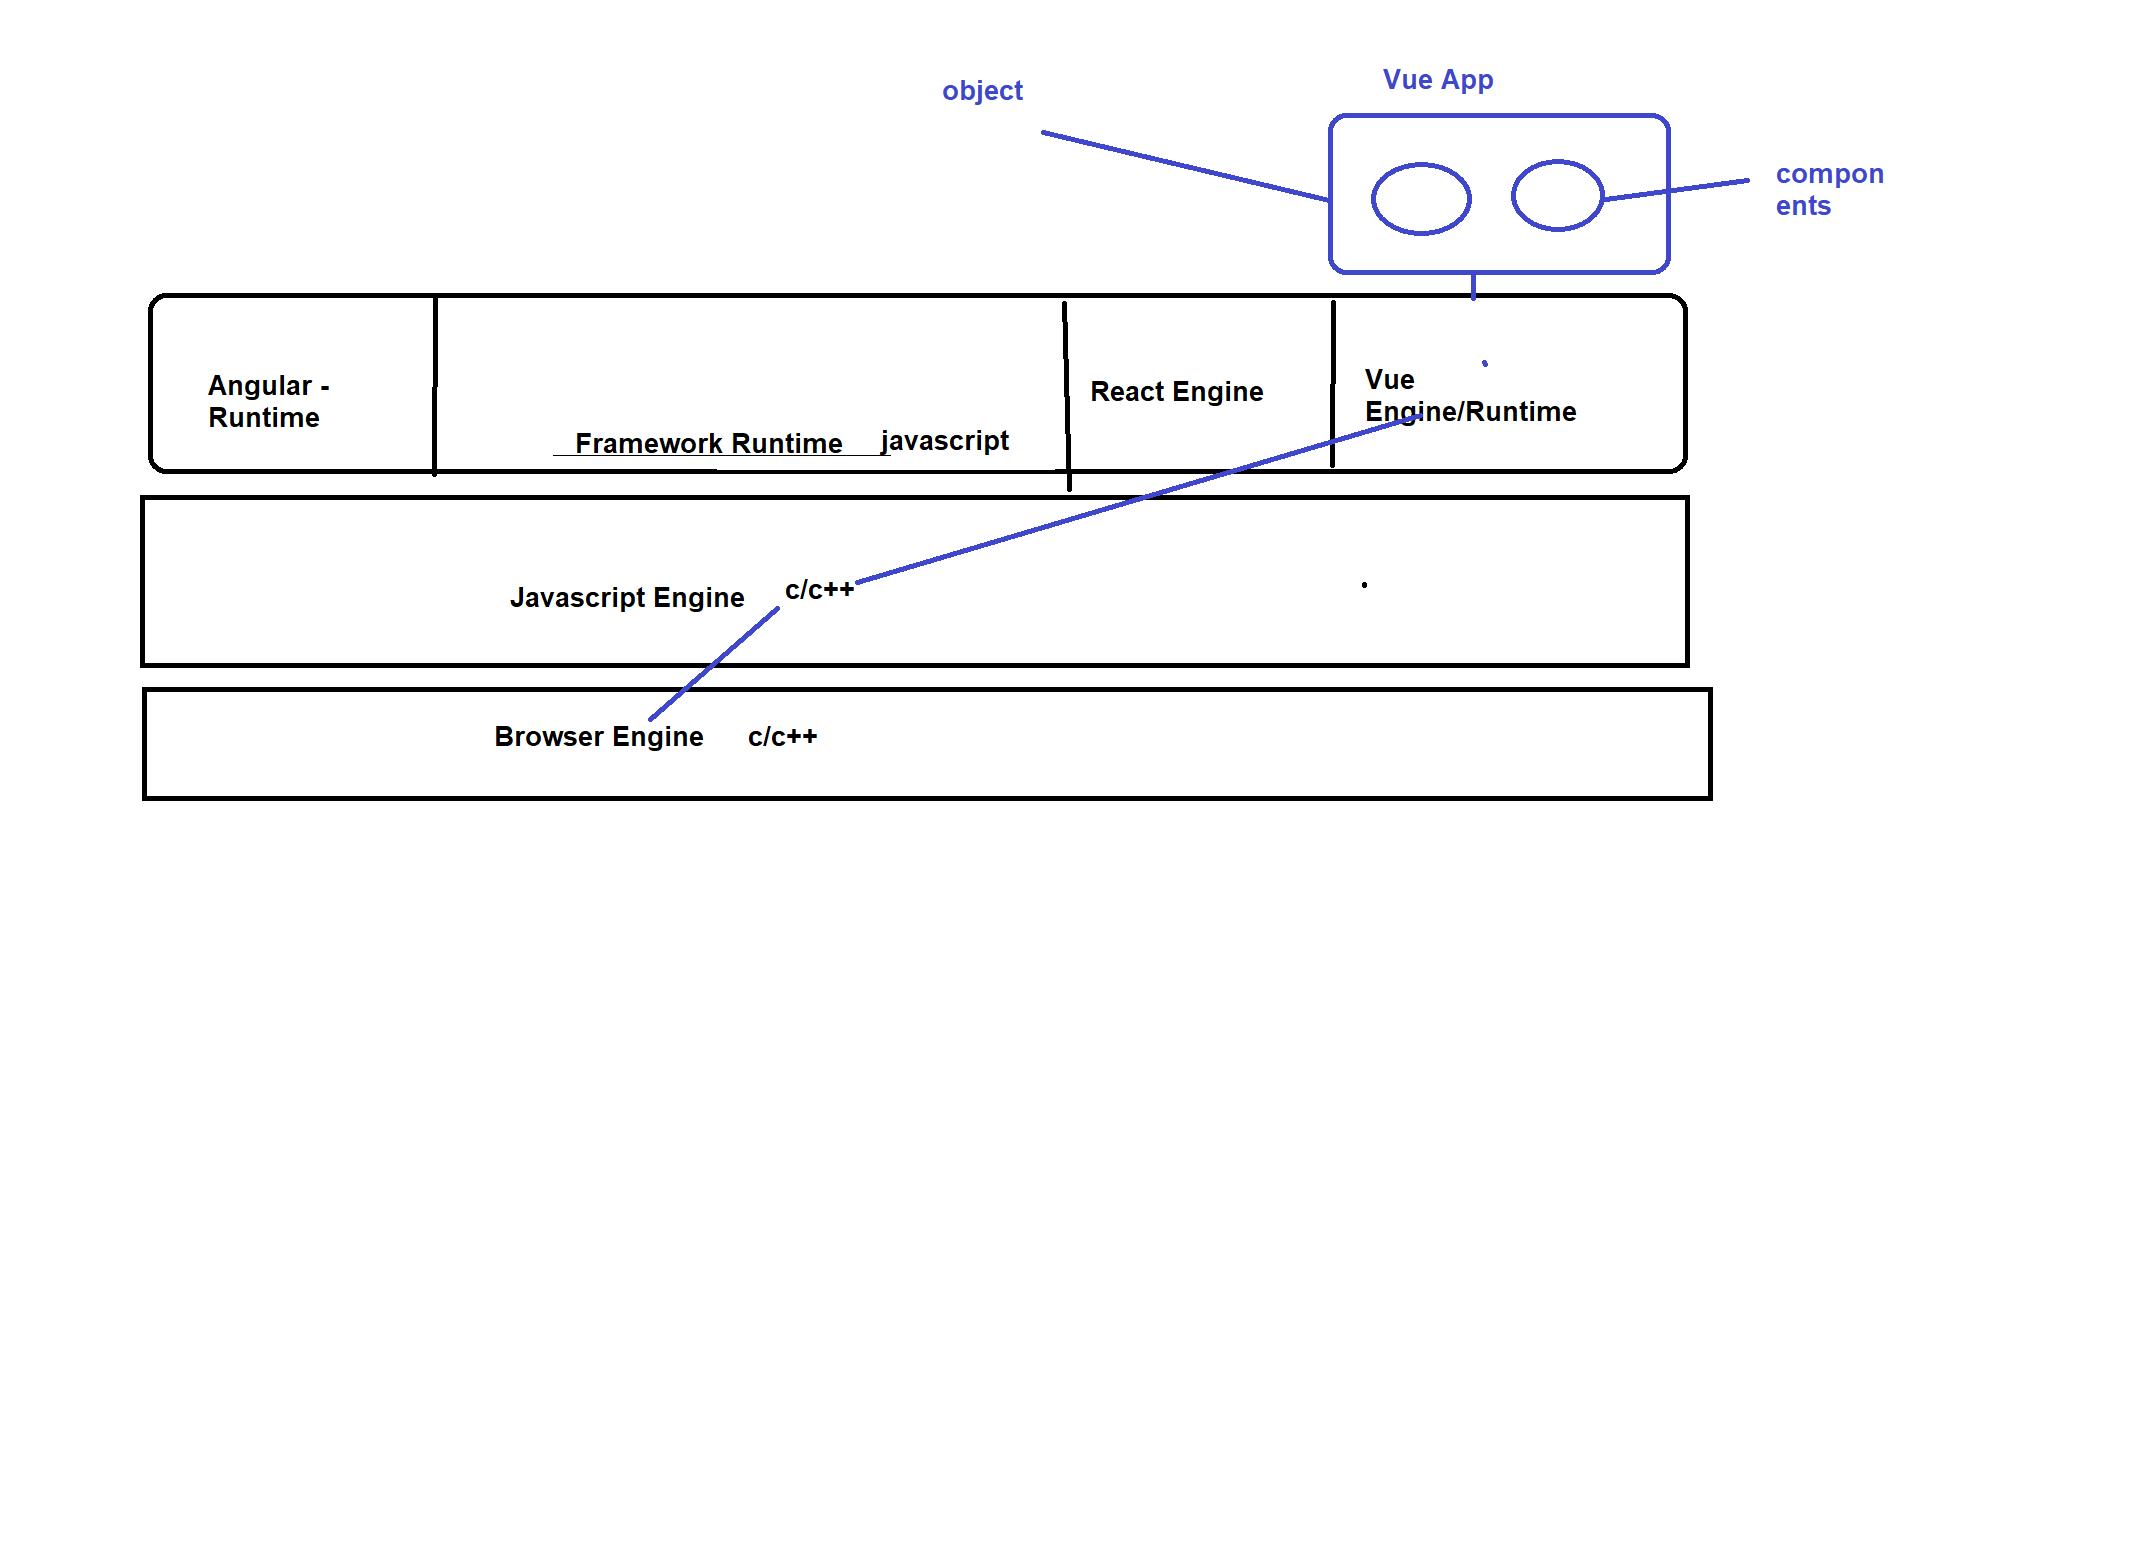 Vue App
object
compon
ents
Angular -
Runtime
Framework Runtime javascript
React Engine
Vue
Engine/Runtime
Javascript Engine c/c++
Browser Engine c/c++